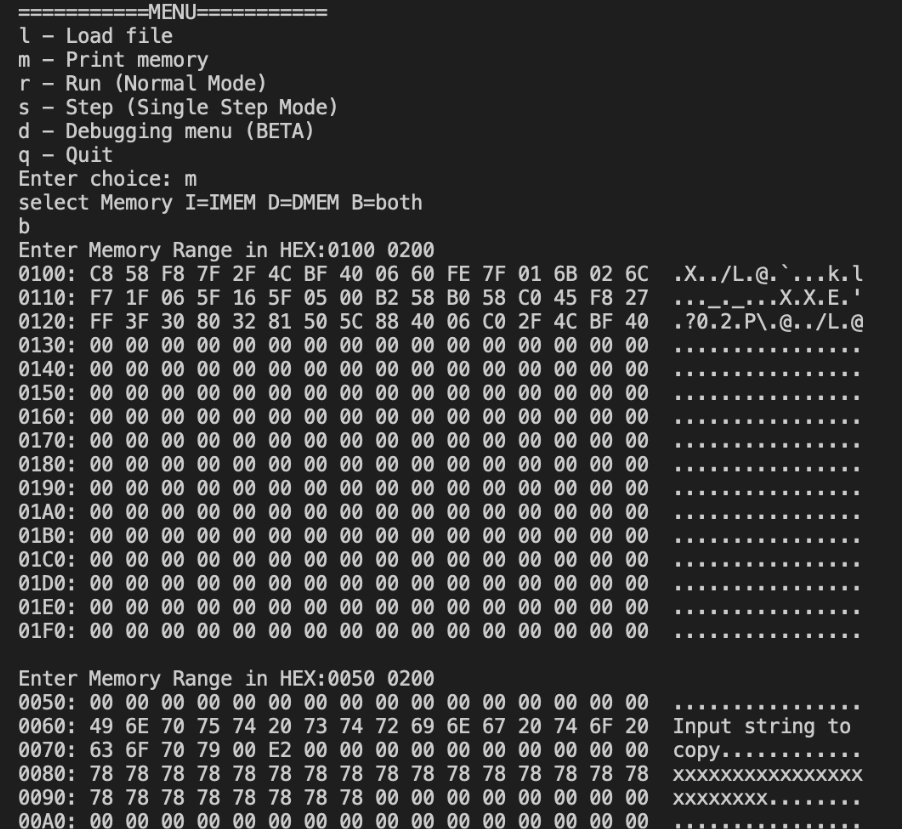 ===========MENU===========
l – Load file
m – Print memory
r – Run (Normal Mode)
s – Step (Single Step Mode)
d – Debugging menu (BETA)
q – Quit
Enter choice: m
select Memory I=IMEM D=DMEM B=both
b
Enter Memory Range in HEX:0100 0200
0100: C8 58 F8 7F 2F 4C BF 40 06 60 FE 7F 01 6B 02 6C  .X../L.@.`...k.l
0110: F7 1F 06 5F 16 5F 05 00 B2 58 B0 58 C0 45 F8 27  ..._._...X.X.E.'
0120: FF 3F 30 80 32 81 50 5C 88 40 06 C0 2F 4C BF 40  .?0.2.P\.@../L.@
0130: 00 00 00 00 00 00 00 00 00 00 00 00 00 00 00 00  ................
0140: 00 00 00 00 00 00 00 00 00 00 00 00 00 00 00 00  ................
0150: 00 00 00 00 00 00 00 00 00 00 00 00 00 00 00 00  ................
0160: 00 00 00 00 00 00 00 00 00 00 00 00 00 00 00 00  ................
0170: 00 00 00 00 00 00 00 00 00 00 00 00 00 00 00 00  ................
0180: 00 00 00 00 00 00 00 00 00 00 00 00 00 00 00 00  ................
0190: 00 00 00 00 00 00 00 00 00 00 00 00 00 00 00 00  ................
01A0: 00 00 00 00 00 00 00 00 00 00 00 00 00 00 00 00  ................
01B0: 00 00 00 00 00 00 00 00 00 00 00 00 00 00 00 00  ................
01C0: 00 00 00 00 00 00 00 00 00 00 00 00 00 00 00 00  ................
01D0: 00 00 00 00 00 00 00 00 00 00 00 00 00 00 00 00  ................
01E0: 00 00 00 00 00 00 00 00 00 00 00 00 00 00 00 00  ................
01F0: 00 00 00 00 00 00 00 00 00 00 00 00 00 00 00 00  ................
Enter Memory Range in HEX:0050 0200
0050: 00 00 00 00 00 00 00 00 00 00 00 00 00 00 00 00  ................
0060: 49 6E 70 75 74 20 73 74 72 69 6E 67 20 74 6F 20  Input string to
0070: 63 6F 70 79 00 E2 00 00 00 00 00 00 00 00 00 00  copy............
0080: 78 78 78 78 78 78 78 78 78 78 78 78 78 78 78 78  xxxxxxxxxxxxxxxx
0090: 78 78 78 78 78 78 78 78 00 00 00 00 00 00 00 00  xxxxxxxx........
00A0: 00 00 00 00 00 00 00 00 00 00 00 00 00 00 00 00  ................